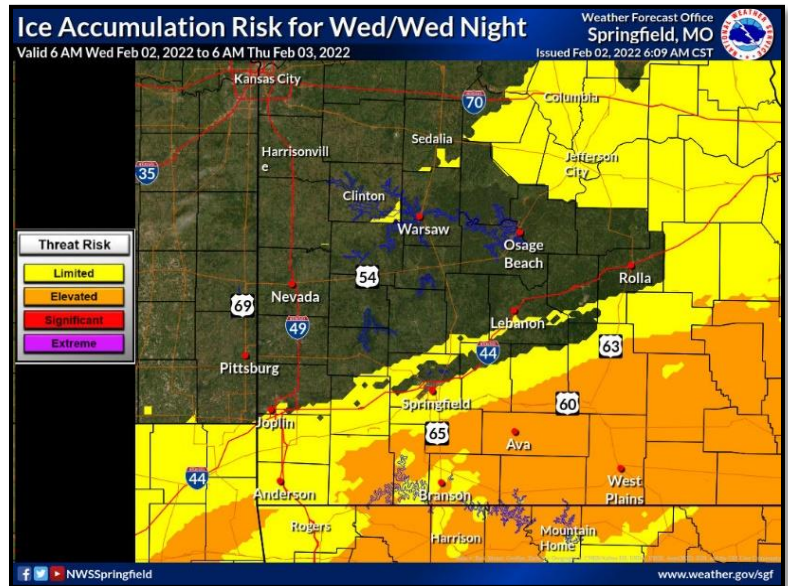 Ice Accumulation Risk for Wed/Wed Night
Valid 6 AM Wed Feb 02, 2022 to 6 AM Thu Feb 03, 2022
Weather Forecast Office
Springfield, MO
Issued Feb 02, 2022 6:09 AM CST
NATIONAL WEATHER SERVICE
Kansas City
70
Columbia
Sedalia
Harrisonvill
e
Jefferson
City
35
Clinton
Warsaw
Osage
Beach
Threat Risk
Limited
Elevated
Significant
Extreme
54
Rolla
69
Nevada
49
Lebanon
63
44
Pittsburg
Springfield
60
Joplin
65
Ava
44
Anderson
Branson
West
Plains
Rogers
Harrison
Mountain
Home
NWSSpringfield
www.weather.gov/sgf